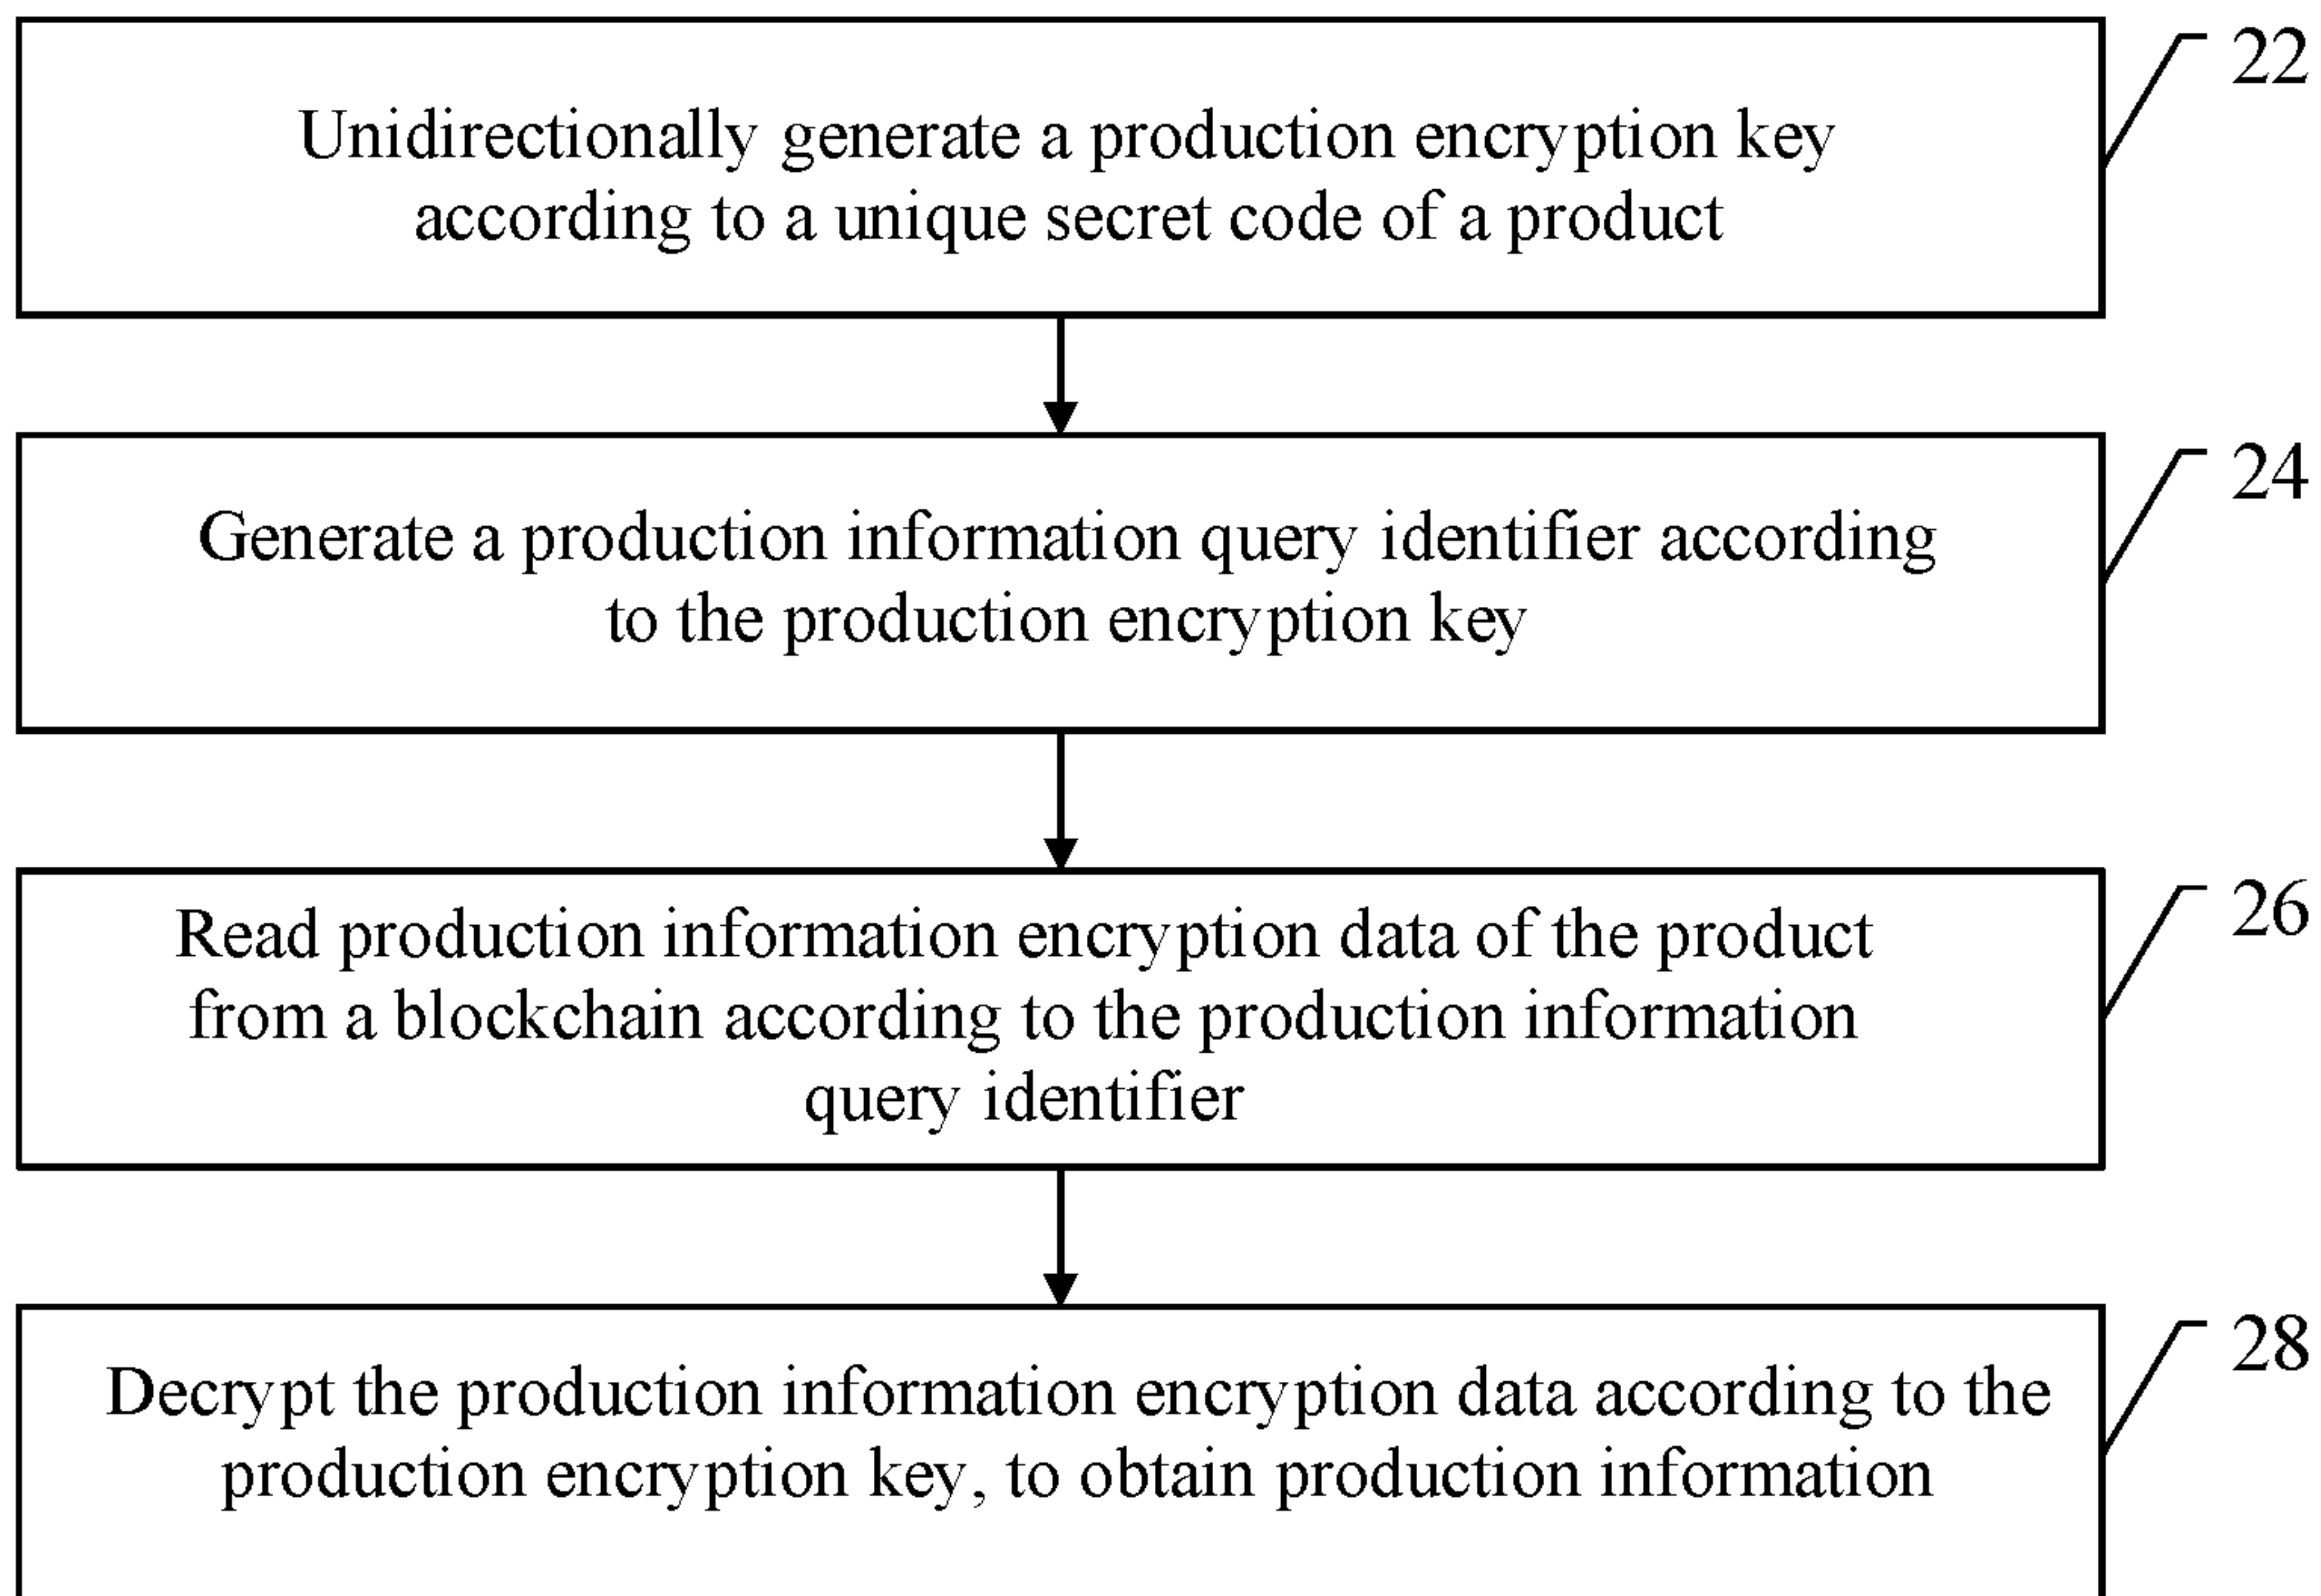 22
Unidirectionally generate a production encryption key
according to a unique secret code of a product
24
Generate a production information query identifier according
to the production encryption key
26
Read production information encryption data of the product
from a blockchain according to the production information
query identifier
28
Decrypt the production information encryption data according to the
production encryption key, to obtain production information